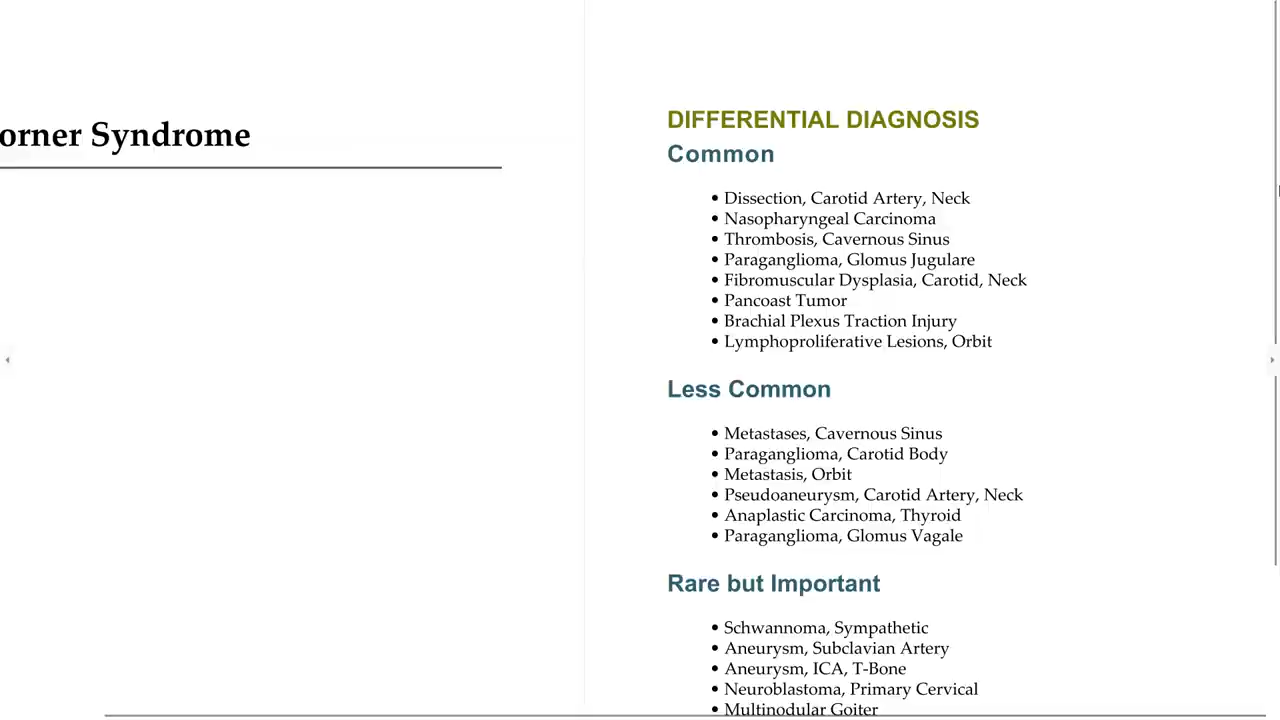 orner Syndrome
DIFFERENTIAL DIAGNOSIS
Common
• Dissection, Carotid Artery, Neck
• Nasopharyngeal Carcinoma
• Thrombosis, Cavernous Sinus
• Paraganglioma, Glomus Jugulare
• Fibromuscular Dysplasia, Carotid, Neck
• Pancoast Tumor
• Brachial Plexus Traction Injury
• Lymphoproliferative Lesions, Orbit
Less Common
• Metastases, Cavernous Sinus
• Paraganglioma, Carotid Body
• Metastasis, Orbit
• Pseudoaneurysm, Carotid Artery, Neck
• Anaplastic Carcinoma, Thyroid
• Paraganglioma, Glomus Vagale
Rare but Important
• Schwannoma, Sympathetic
• Aneurysm, Subclavian Artery
• Aneurysm, ICA, T-Bone
• Neuroblastoma, Primary Cervical
• Multinodular Goiter